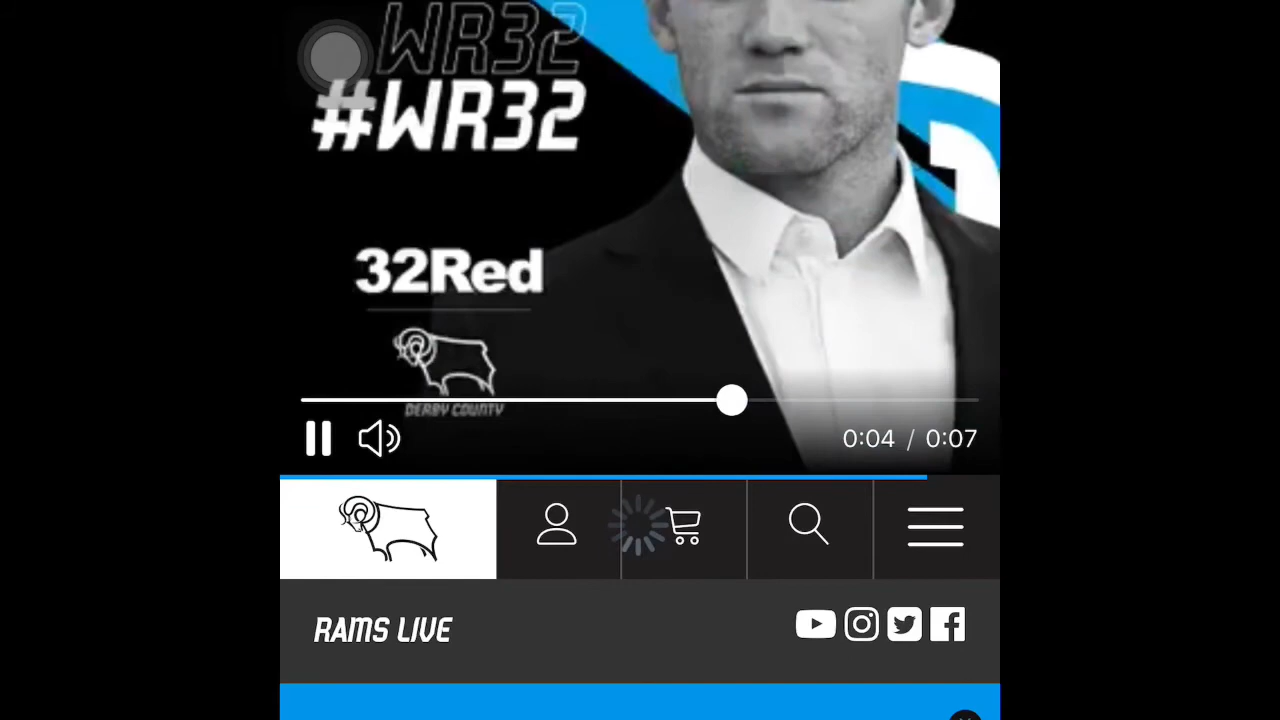 WR32
#WR32
32Red
DERBY COUNTY
0:04 / 0:07
RAMS LIVE